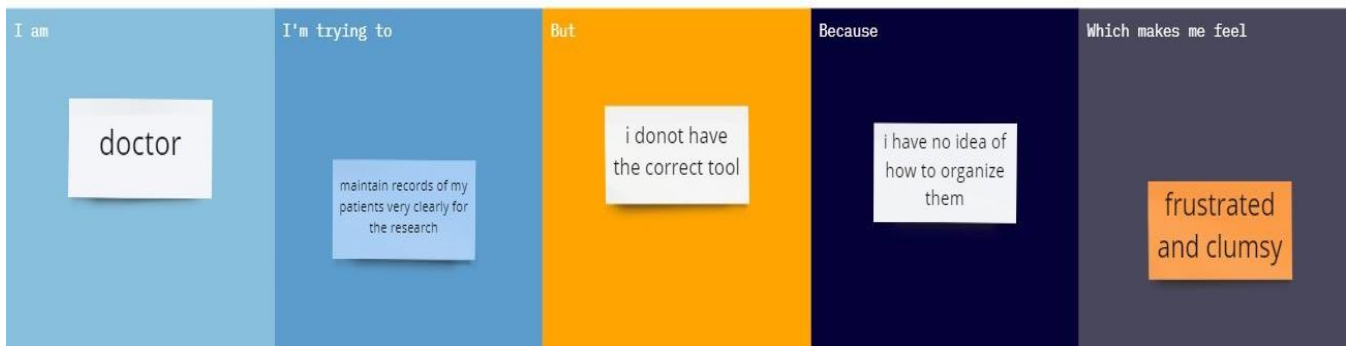 I am
doctor
I'm trying to
maintain records of my
patients very clearly for
the research
But
i donot have
the correct tool
Because
i have no idea of
how to organize
them
Which makes me feel
frustrated
and clumsy